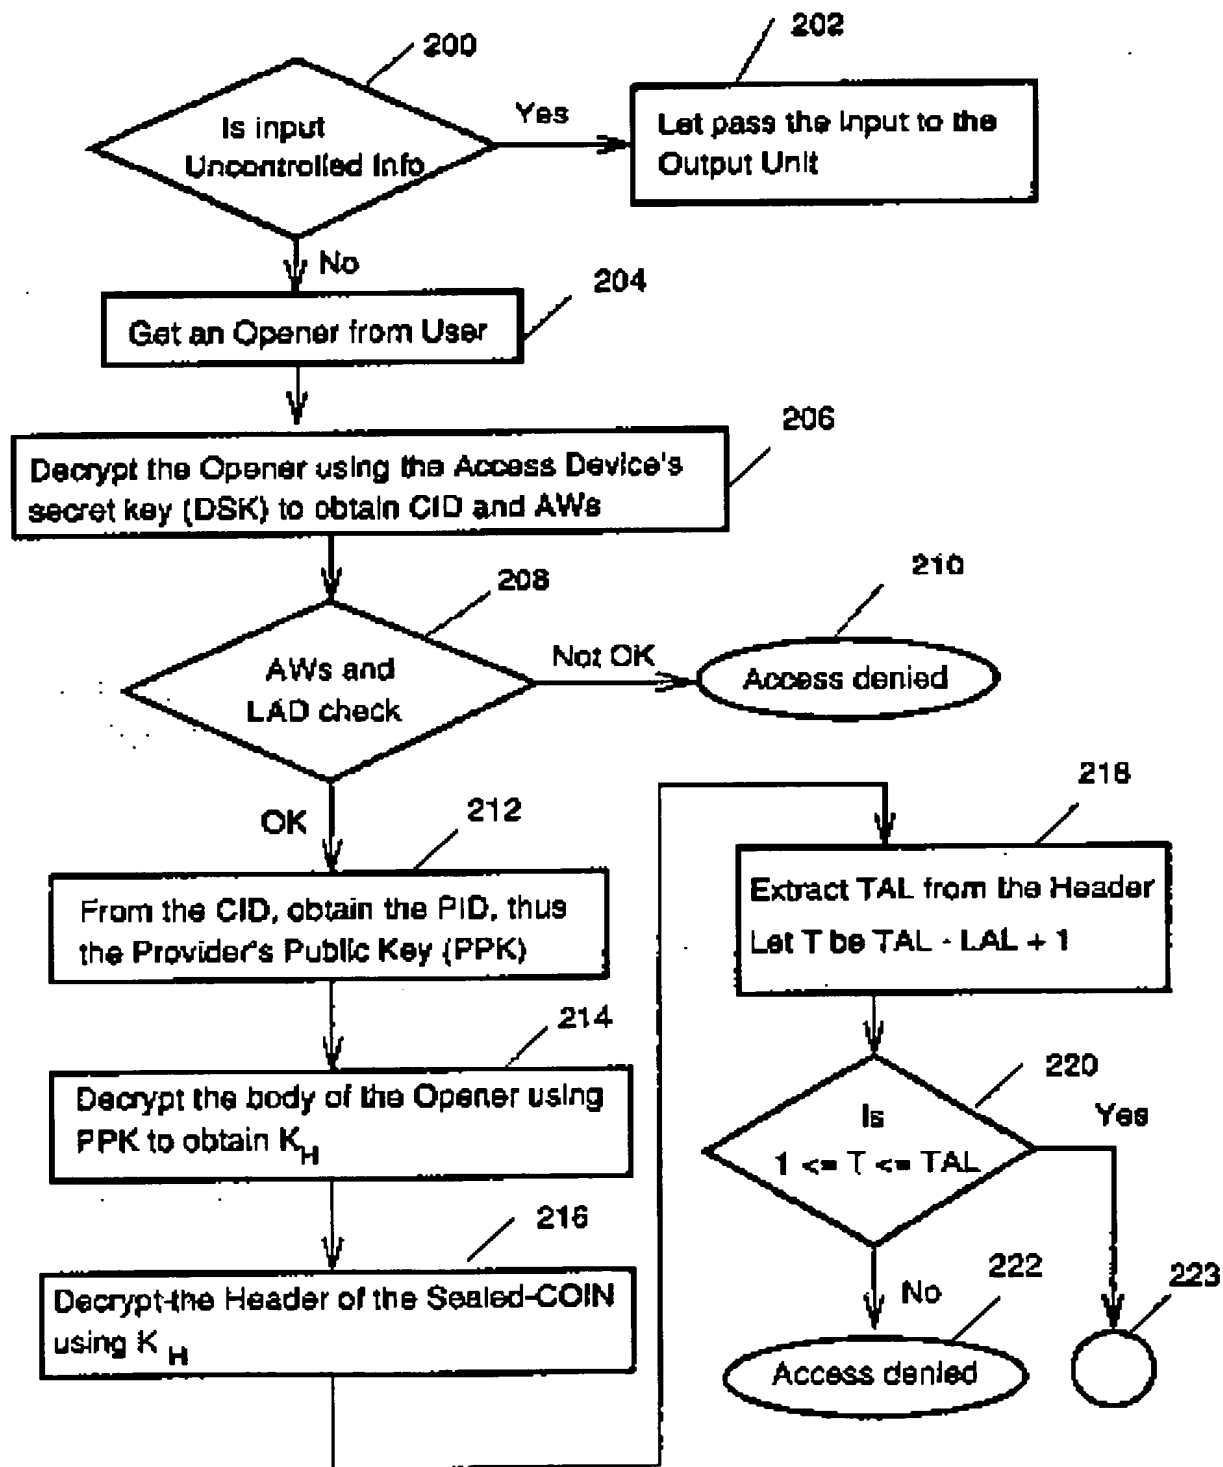 200
202
Is input
Uncontrolled Info
Yes
Let pass the Input to the
Output Unit
No
204
Get an Opener from User
206
Decrypt the Opener using the Access Device's
secret key (DSK) to obtain CID and AWs
208
210
AWs and
LAD check
Not OK
Access denied
OK
212
From the CID, obtain the PID, thus
the Provider's Public Key (PPK)
214
Decrypt the body of the Opener using
PPK to obtain K_H
216
Decrypt the Header of the Sealed-COIN
using K_H
218
Extract TAL from the Header
Let T be TAL - LAL + 1
220
Is
1 <= T <= TAL
Yes
No
222
Access denied
223